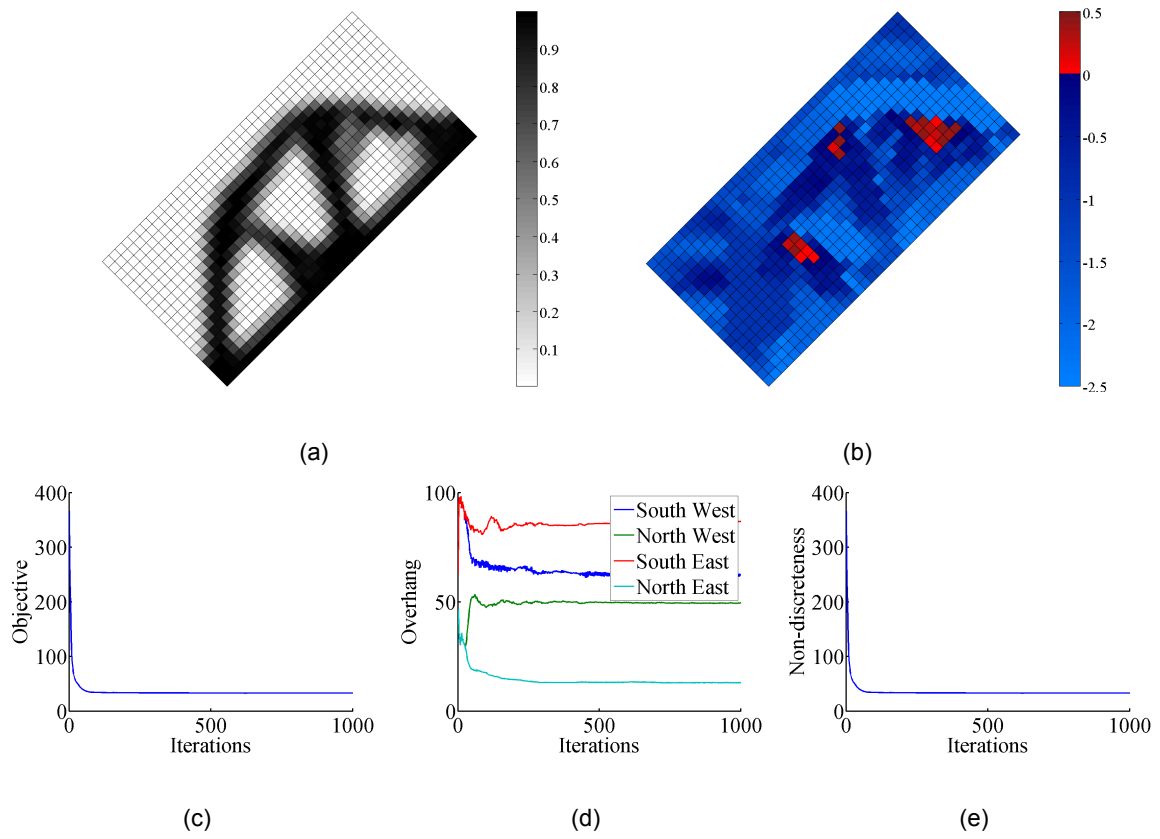 0.9
0.8
0.7
0.6
0.5
0.4
0.3
0.2
0.1
(a)
0.5
0
-0.5
-1
-1.5
-2
-2.5
(b)
400
300
200
100
0
0
500
1000
Objective
Iterations
(c)
100
50
0
0
500
1000
Overhang
Iterations
South West
North West
South East
North East
(d)
400
300
200
100
0
0
500
1000
Non-discreteness
Iterations
(e)